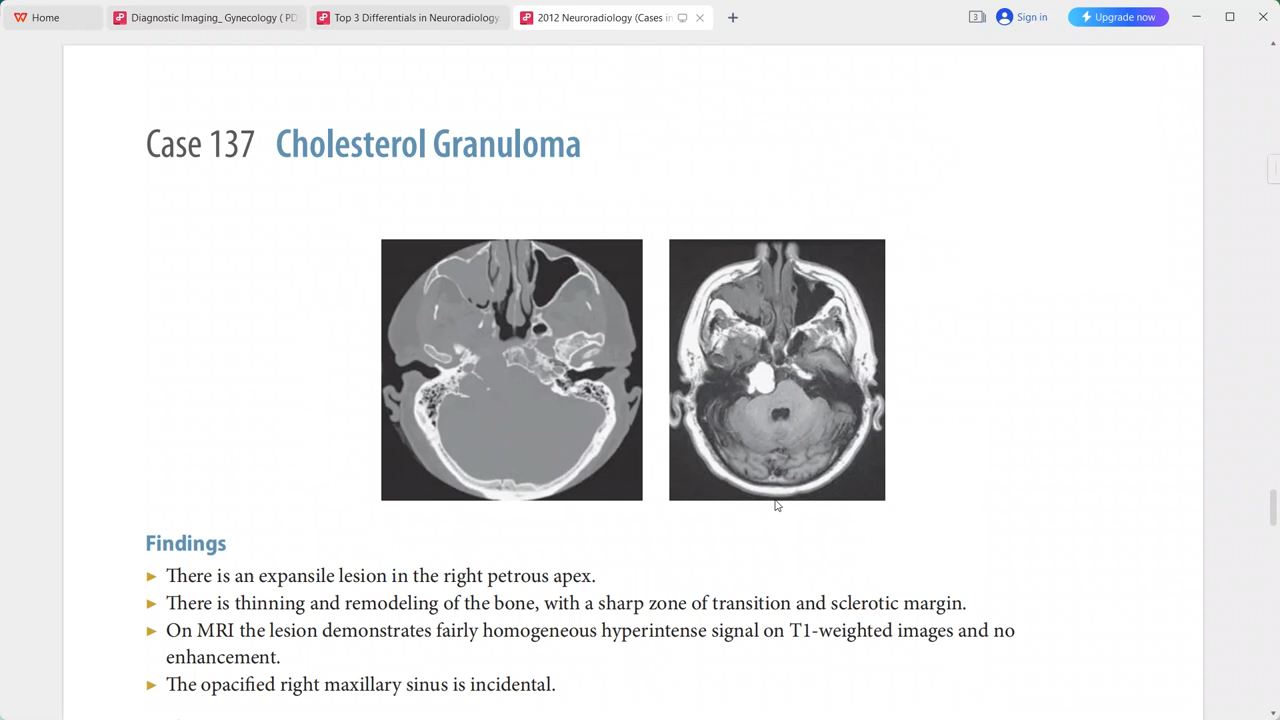 Home
Diagnostic Imaging_ Gynecology ( PD
Top 3 Differentials in Neuroradiology
2012 Neuroradiology (Cases in
Sign in
Upgrade now
Case 137 Cholesterol Granuloma
Findings
► There is an expansile lesion in the right petrous apex.
► There is thinning and remodeling of the bone, with a sharp zone of transition and sclerotic margin.
► On MRI the lesion demonstrates fairly homogeneous hyperintense signal on T1-weighted images and no
enhancement.
► The opacified right maxillary sinus is incidental.